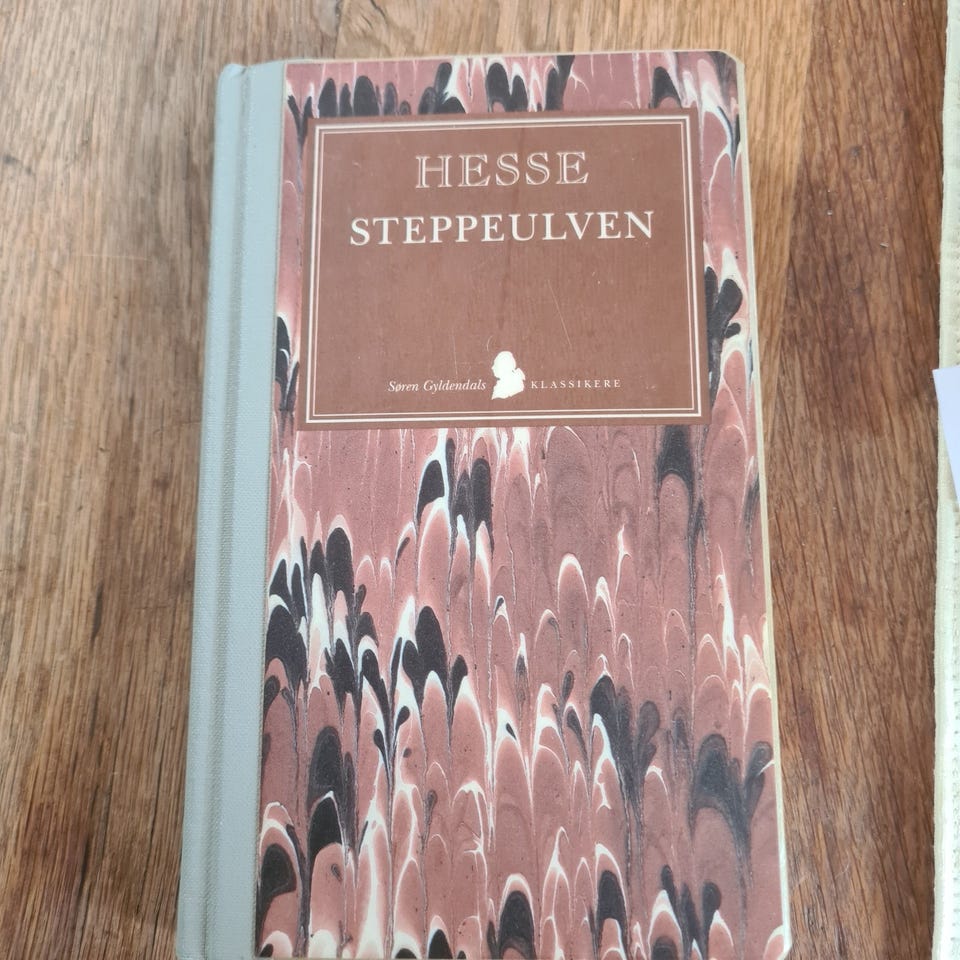 HESSE
STEPPEULVEN
Søren Gyldendals KLASSIKERE